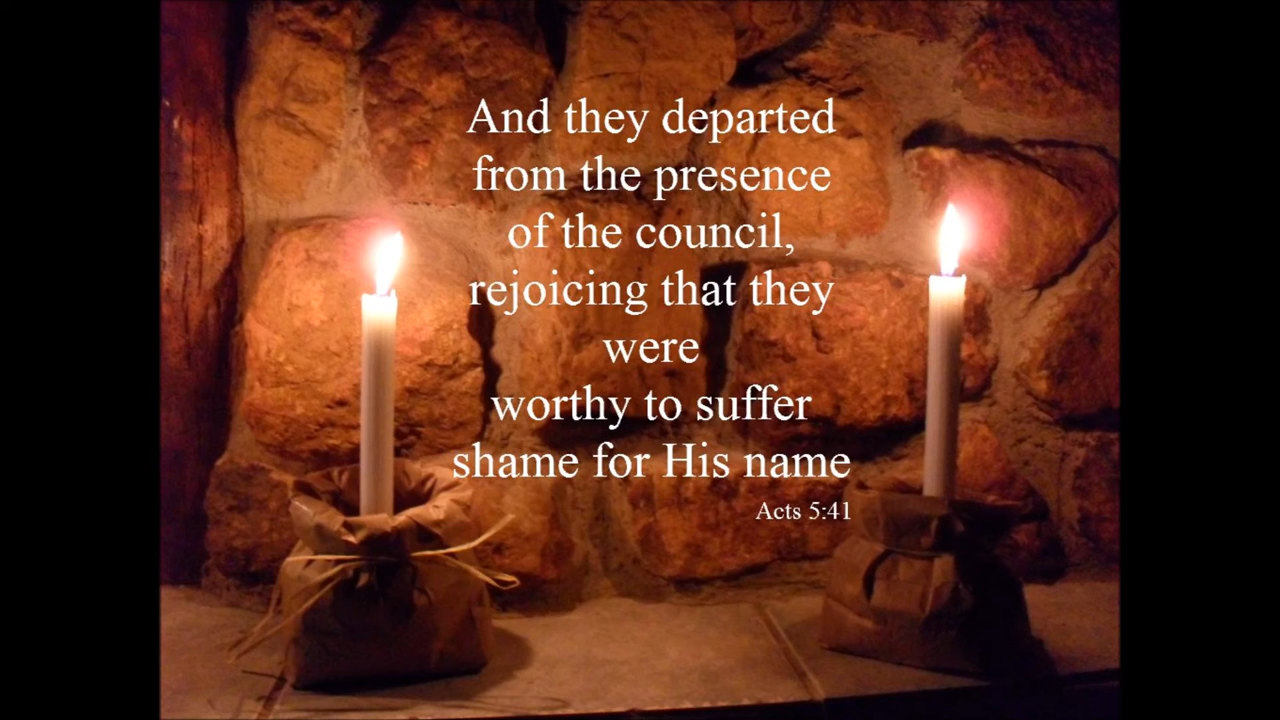 And they departed
from the presence
of the council,
rejoicing that they
were
worthy to suffer
shame for His name
Acts 5:41